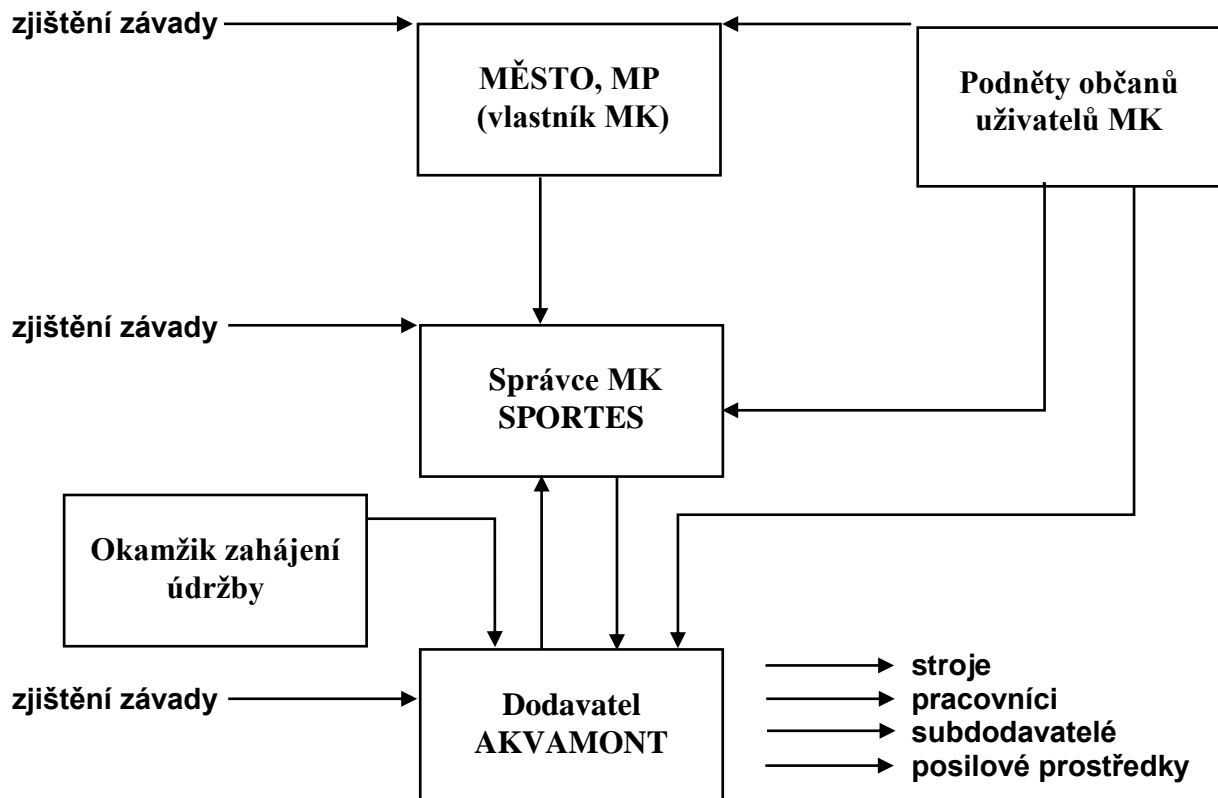 zjištění závady
MĚSTO, MP
(vlastník MK)
Podněty občanů
uživatelů MK
zjištění závady
Správce MK
SPORTES
Okamžik zahájení
údržby
zjištění závady
Dodavatel
AKVAMONT
stroje
pracovníci
subdodavatelé
posilové prostředky